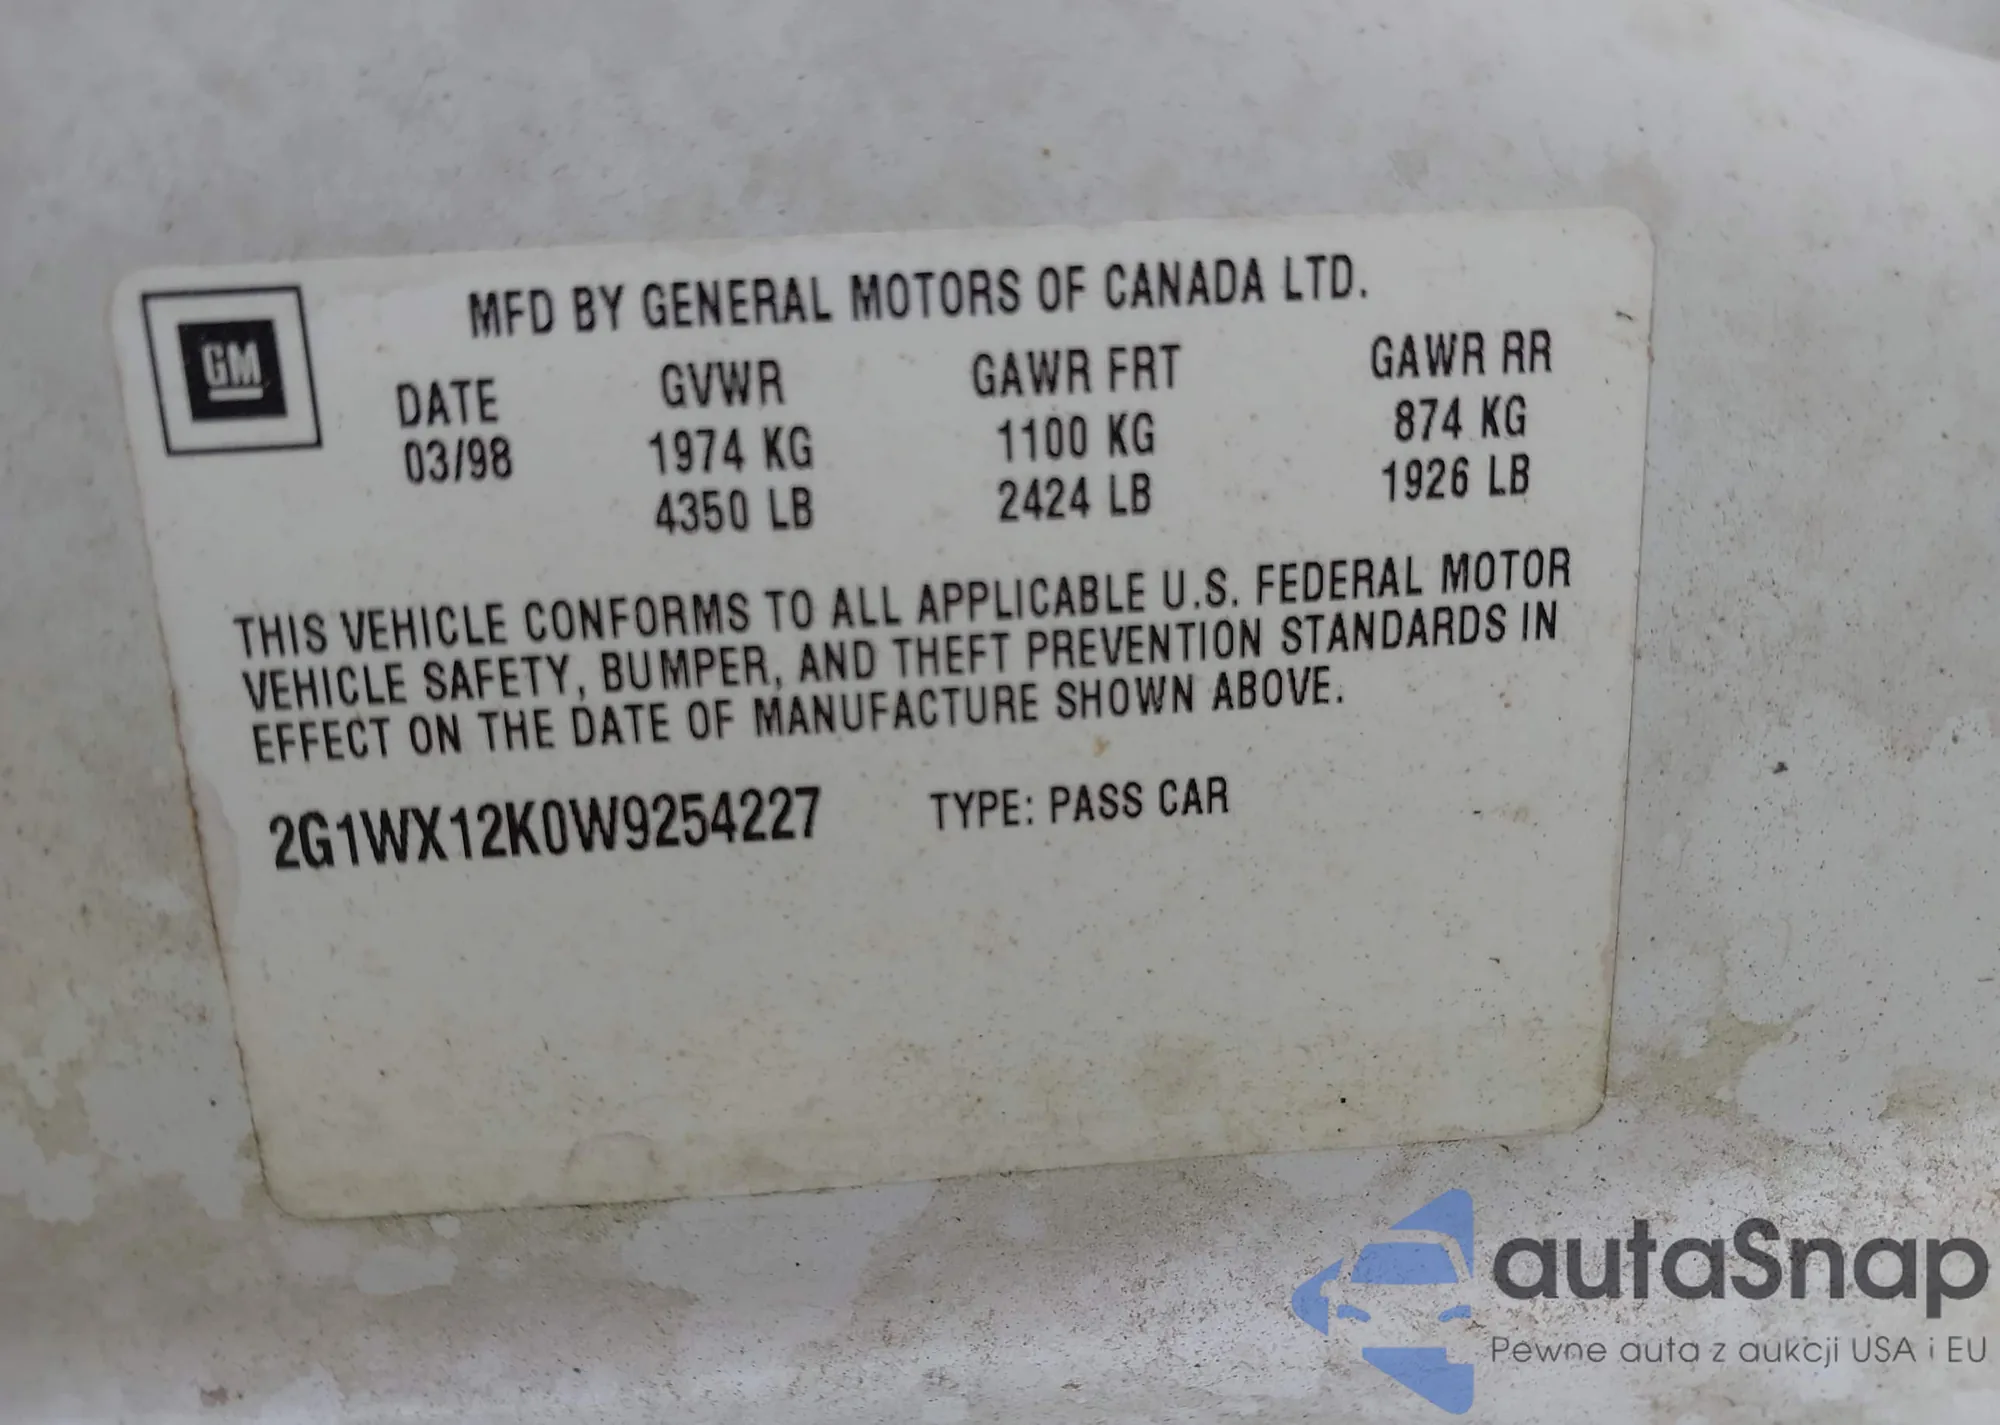 GM
MFD BY GENERAL MOTORS OF CANADA LTD.
DATE GVWR GAWR FRT GAWR RR
03/98 1974 KG 1100 KG 874 KG
4350 LB 2424 LB 1926 LB
THIS VEHICLE CONFORMS TO ALL APPLICABLE U.S. FEDERAL MOTOR
VEHICLE SAFETY, BUMPER, AND THEFT PREVENTION STANDARDS IN
EFFECT ON THE DATE OF MANUFACTURE SHOWN ABOVE.
2G1WX12K0W9254227 TYPE: PASS CAR
autaSnap
Pewne auta z aukcji USA i EU